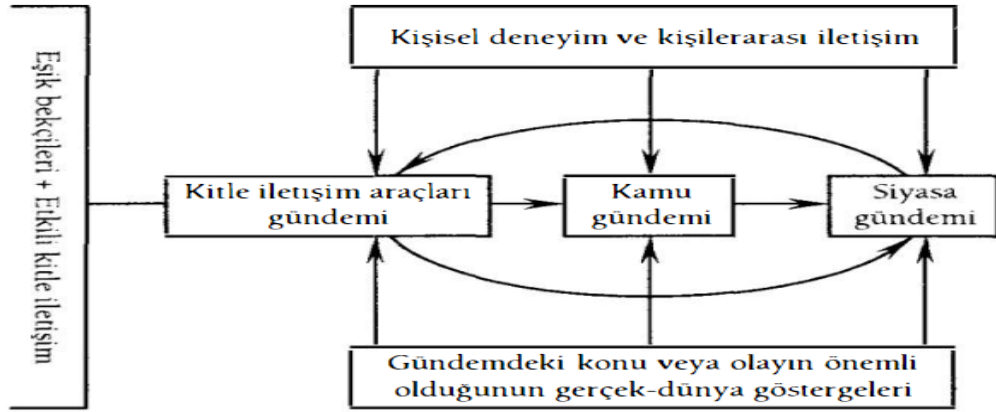 Eşik bekçileri + Etkili kitle iletişim
Kişisel deneyim ve kişilerarası iletişim
Kitle iletişim araçları
gündemi
Kamu
gündemi
Siyasa
gündemi
Gündemdeki konu veya olayın önemli
olduğunun gerçek-dünya göstergeleri